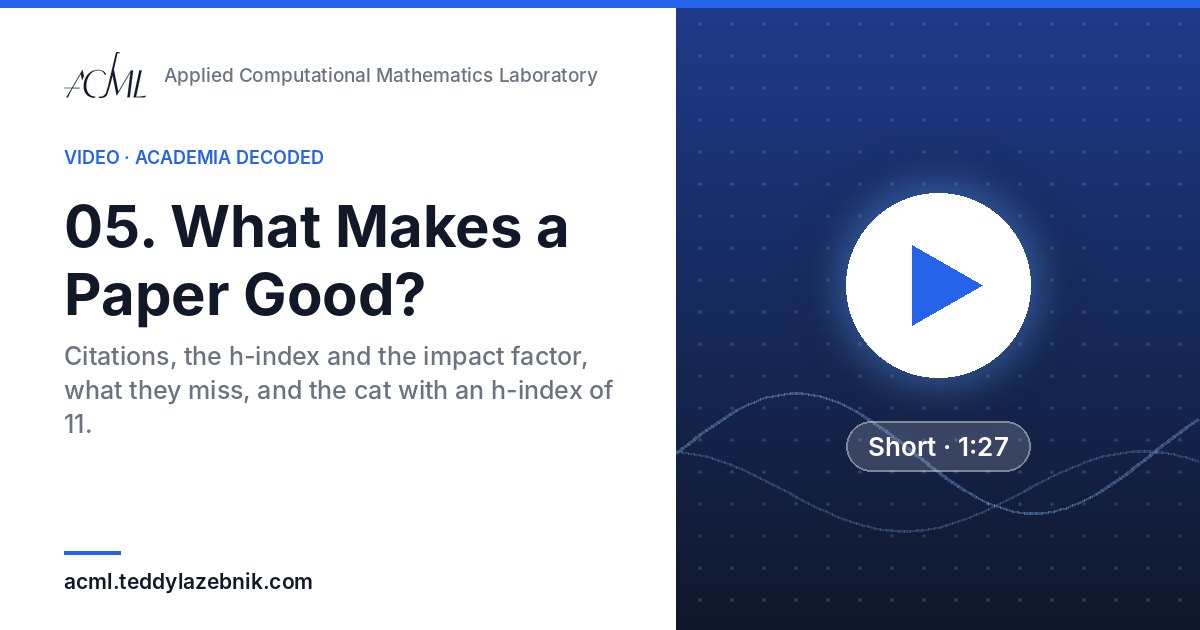 ACML
Applied Computational Mathematics Laboratory
VIDEO · ACADEMIA DECODED
05. What Makes a
Paper Good?
Citations, the h-index and the impact factor,
what they miss, and the cat with an h-index of
11.
Short · 1:27
acml.teddylazebnik.com